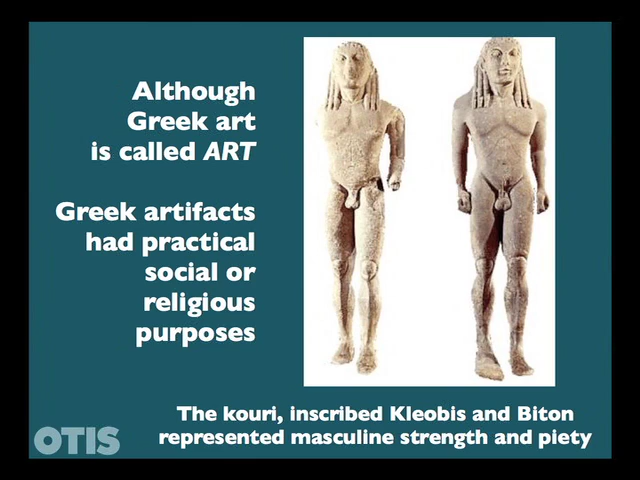 Although
Greek art
is called ART
Greek artifacts
had practical
social or
religious
purposes
The kouri, inscribed Kleobis and Biton
represented masculine strength and piety
OTIS